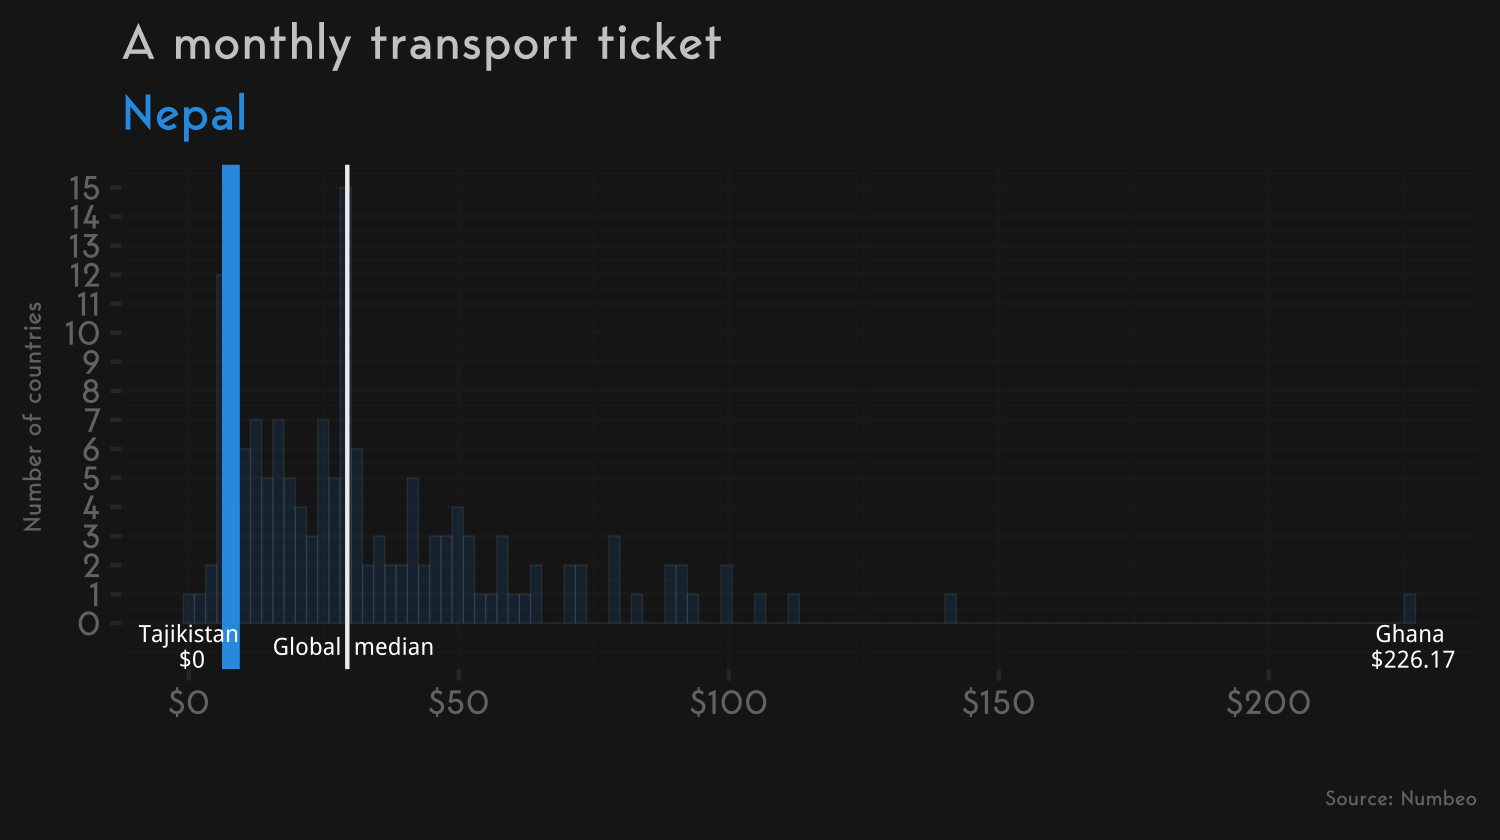 A monthly transport ticket
Nepal
Number of countries
15
14
13
12
11
10
9
8
7
6
5
4
3
2
1
0
Tajikistan
$0
Global median
Ghana
$226.17
$0 $50 $100 $150 $200
Source: Numbeo